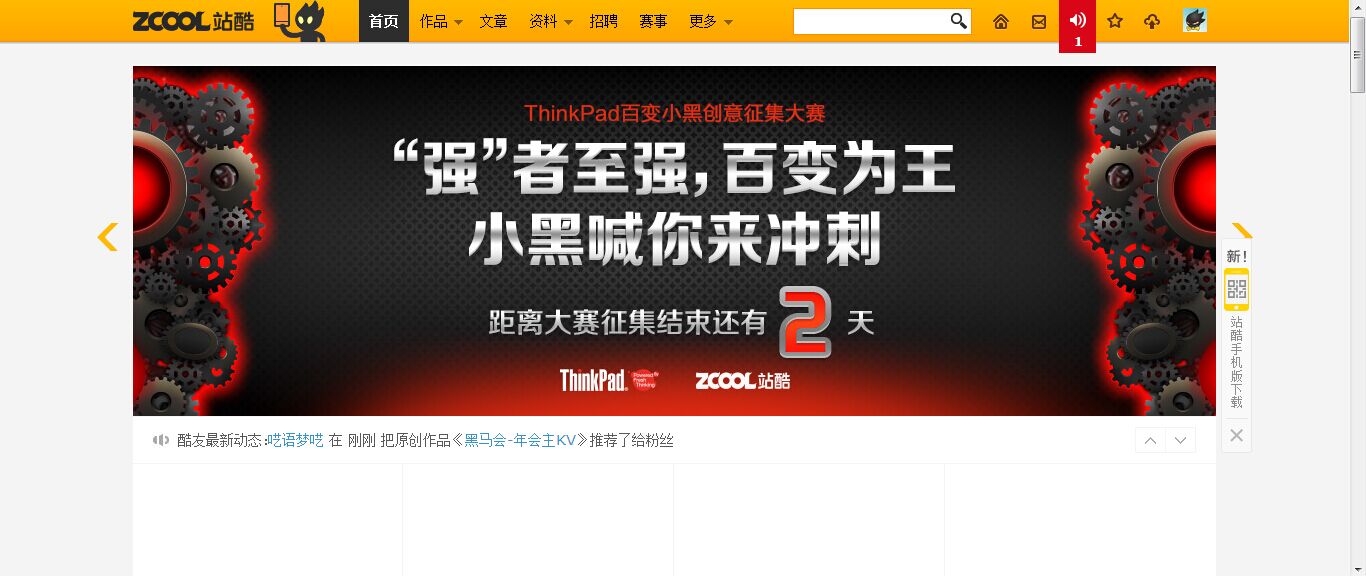 ZCOOL站酷
首页 作品 文章 资料 招聘 赛事 更多
1
ThinkPad百变小黑创意征集大赛
“强”者至强,百变为王
小黑喊你来冲刺
距离大赛征集结束还有2天
ThinkPad. Powered by Fresh Thinking ZCOOL站酷
新!
站酷手机版下载
酷友最新动态:呓语梦呓 在 刚刚 把原创作品《黑马会-年会主KV》推荐了给粉丝